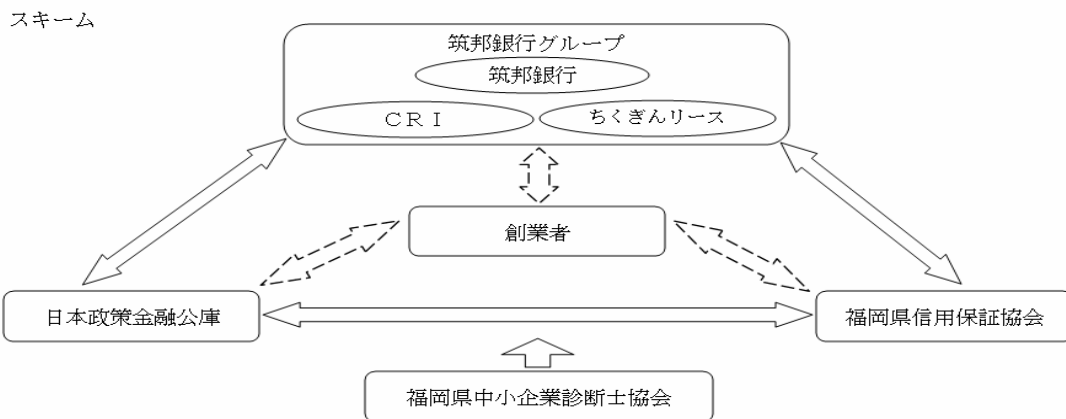 スキーム
筑邦銀行グループ
筑邦銀行
ＣＲＩ
ちくぎんリース
創業者
日本政策金融公庫
福岡県信用保証協会
福岡県中小企業診断士協会